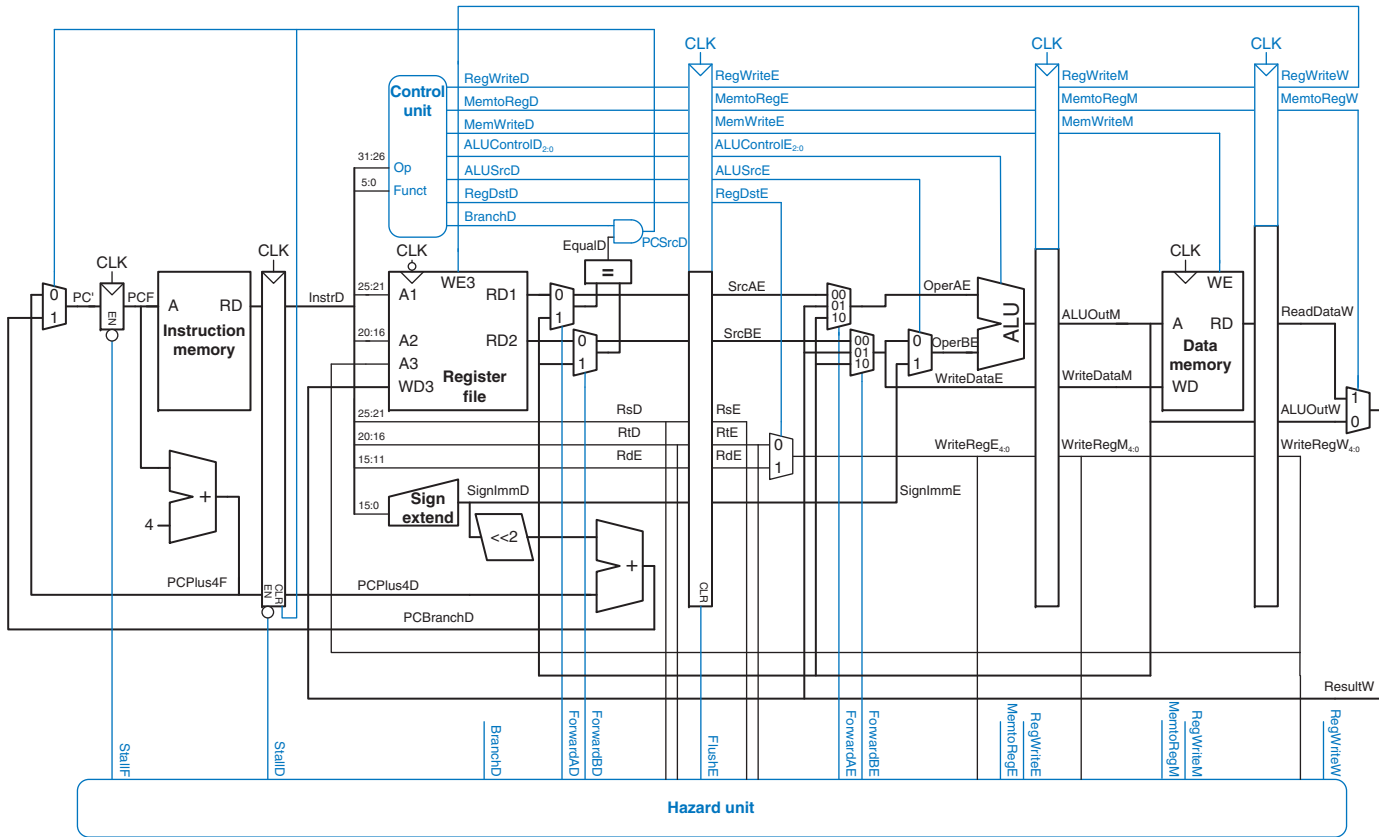 CLK CLK CLK
RegWriteD RegWriteE RegWriteM RegWriteW
Control unit
MemtoRegD MemtoRegE MemtoRegM MemtoRegW
MemWriteD MemWriteE MemWriteM
ALUControlD2:0 ALUControlE2:0
31:26 Op
ALUSrcD ALUSrcE
5:0 Funct
RegDstD RegDstE
BranchD
PCSrcD
EqualD
CLK CLK CLK CLK
=
0 1
PC'
EN
PCF
A RD
Instruction memory
InstrD
25:21 A1
WE3
RD1
0 1
SrcAE
00 01 10
OperAE
ALU
ALUOutM
WE
A RD
Data memory
WD
ReadDataW
20:16 A2
RD2
0 1
SrcBE
00 01 10
0 1
OperBE
A3
WD3
Register file
WriteDataE WriteDataM
1 0
ALUOutW
25:21 RsD RsE
20:16 RtD RtE
0 1
15:11 RdE RdE
WriteRegE4:0 WriteRegM4:0 WriteRegW4:0
+
4
15:0 Sign extend
SignImmD SignImmE
<<2
+
PCPlus4F
EN CLR
PCPlus4D
CLR
PCBranchD
ResultW
StallF
StallD
BranchD
ForwardAD
ForwardBD
FlushE
ForwardAE
ForwardBE
MemtoRegE
RegWriteE
MemtoRegM
RegWriteM
RegWriteW
Hazard unit